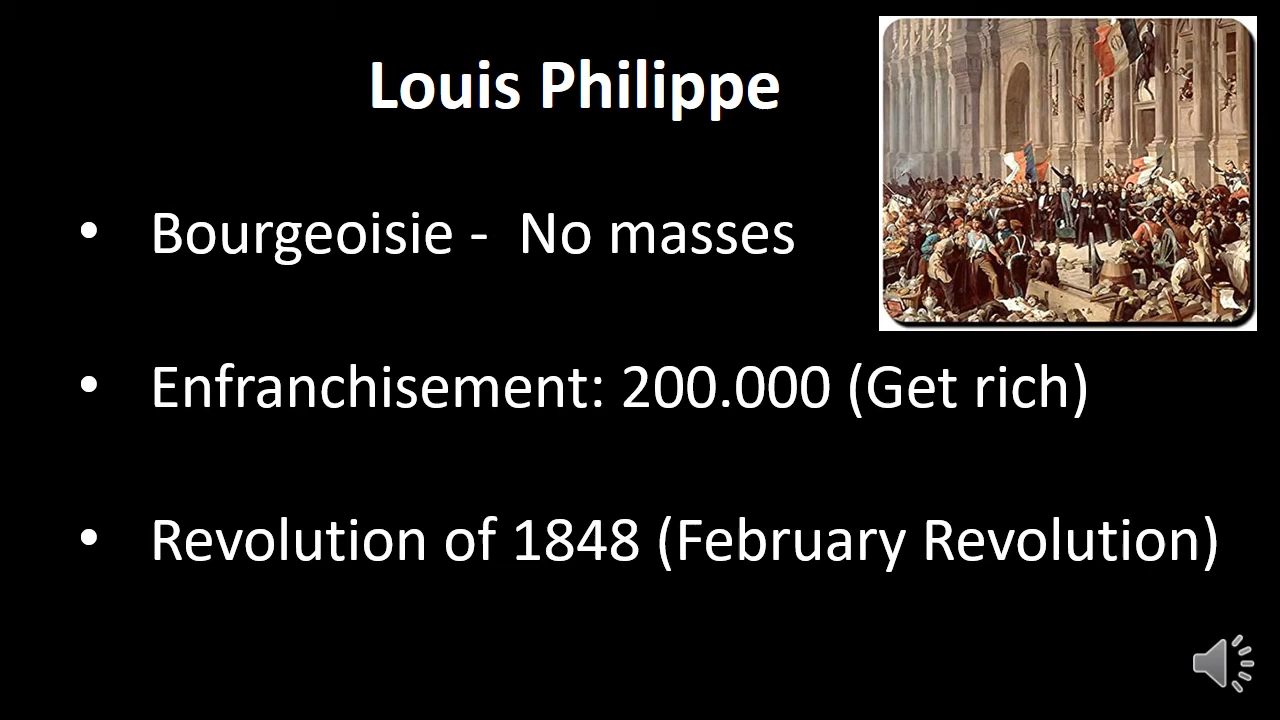 Louis Philippe
• Bourgeoisie - No masses
• Enfranchisement: 200.000 (Get rich)
• Revolution of 1848 (February Revolution)